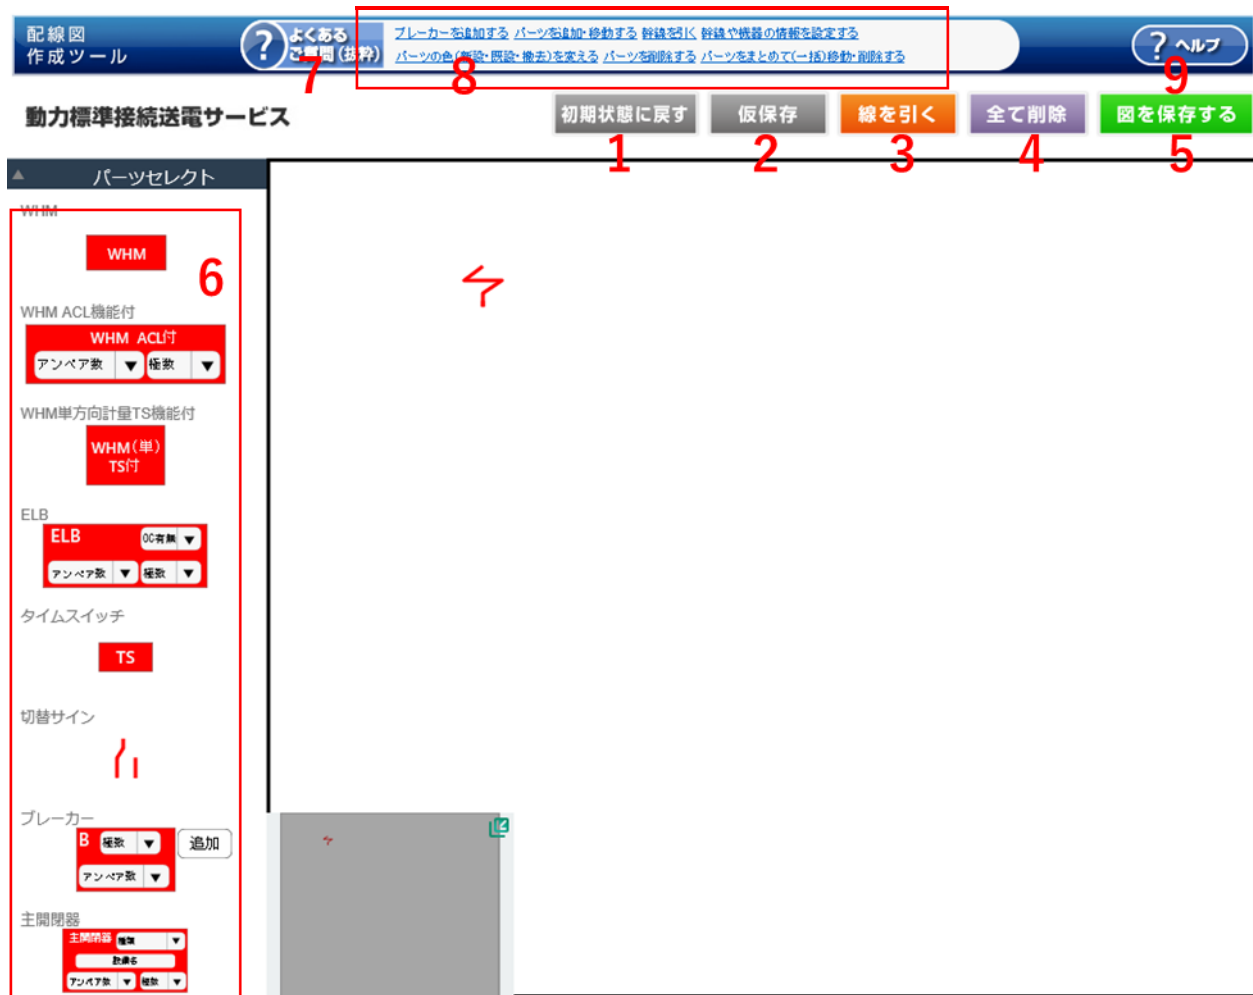 配線図
作成ツール
? よくある
ご質問(抜粋)
ブレーカーを追加する パーツを追加・移動する 幹線を引く 幹線や機器の情報を設定する
パーツの色(新設・既設・撤去)を変える パーツを削除する パーツをまとめて(一括)移動・削除する
? ヘルプ
7
8
9
動力標準接続送電サービス
初期状態に戻す
仮保存
線を引く
全て削除
図を保存する
1
2
3
4
5
パーツセレクト
WHM
WHM
6
WHM ACL機能付
WHM ACL付
アンペア数 ▼ 極数 ▼
WHM単方向計量TS機能付
WHM(単)
TS付
ELB
ELB OC有無 ▼
アンペア数 ▼ 極数 ▼
タイムスイッチ
TS
切替サイン
ブレーカー
B 極数 ▼ 追加
アンペア数 ▼
主開閉器
主開閉器 種類 ▼
アンペア数 ▼ 極数 ▼